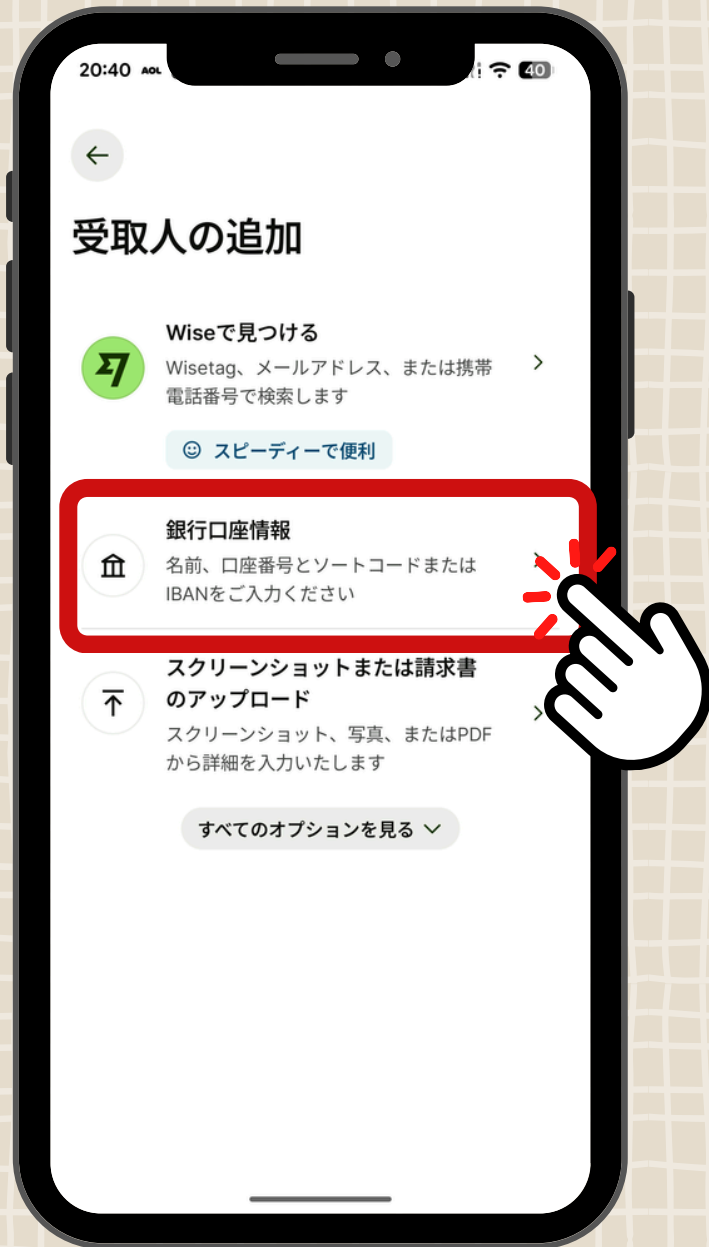 20:40 AOL
40
受取人の追加
Wiseで見つける
Wisetag、メールアドレス、または携帯
電話番号で検索します
スピーディーで便利
銀行口座情報
名前、口座番号とソートコードまたは
IBANをご入力ください
スクリーンショットまたは請求書
のアップロード
スクリーンショット、写真、またはPDF
から詳細を入力いたします
すべてのオプションを見る